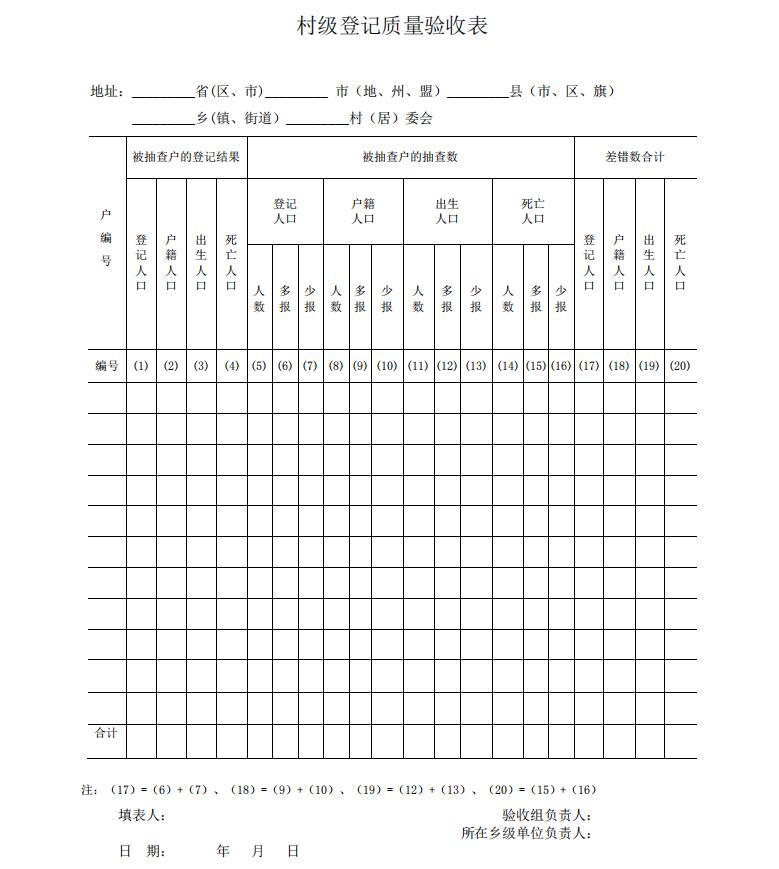 村级登记质量验收表
地址：_________省(区、市)_________ 市（地、州、盟）_________县（市、区、旗）
_________乡(镇、街道）_________村（居）委会
户编号 被抽查户的登记结果 被抽查户的抽查数 差错数合计
登记人口 户籍人口 出生人口 死亡人口 登记人口 户籍人口 出生人口 死亡人口 登记人口 户籍人口 出生人口 死亡人口
人数 多报 少报 人数 多报 少报 人数 多报 少报 人数 多报 少报
编号 (1) (2) (3) (4) (5) (6) (7) (8) (9) (10) (11) (12) (13) (14) (15) (16) (17) (18) (19) (20)
合计
注：（17）=（6）+（7）、（18）=（9）+（10）、（19）=（12）+（13）、（20）=（15）+（16）
填表人： 验收组负责人：
所在乡级单位负责人：
日 期： 年 月 日